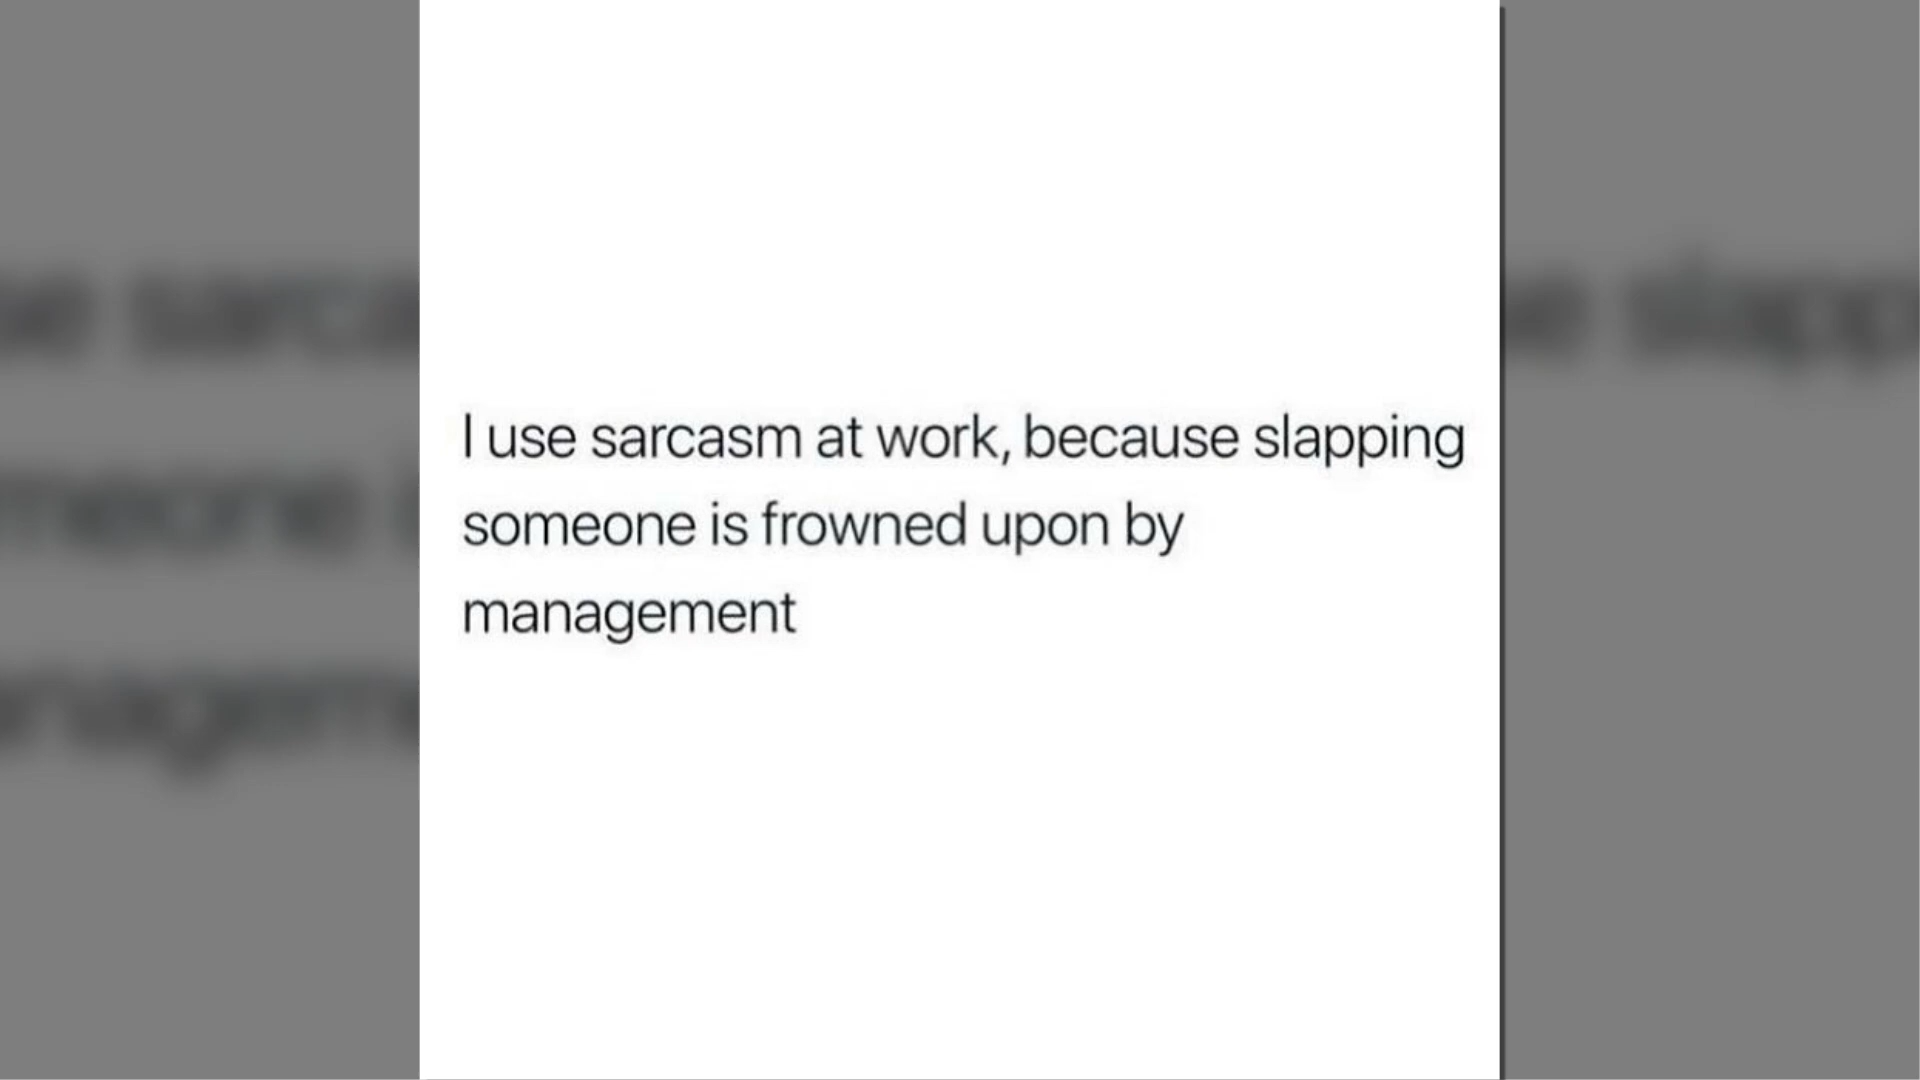 I use sarcasm at work, because slapping
someone is frowned upon by
management